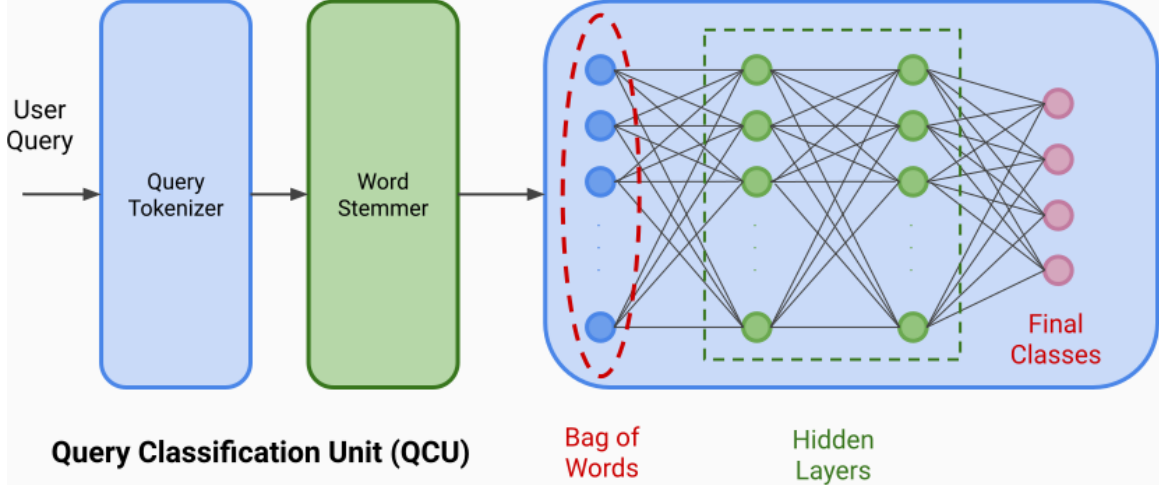 User
Query
Query
Tokenizer
Word
Stemmer
Final
Classes
Query Classification Unit (QCU)
Bag of
Words
Hidden
Layers